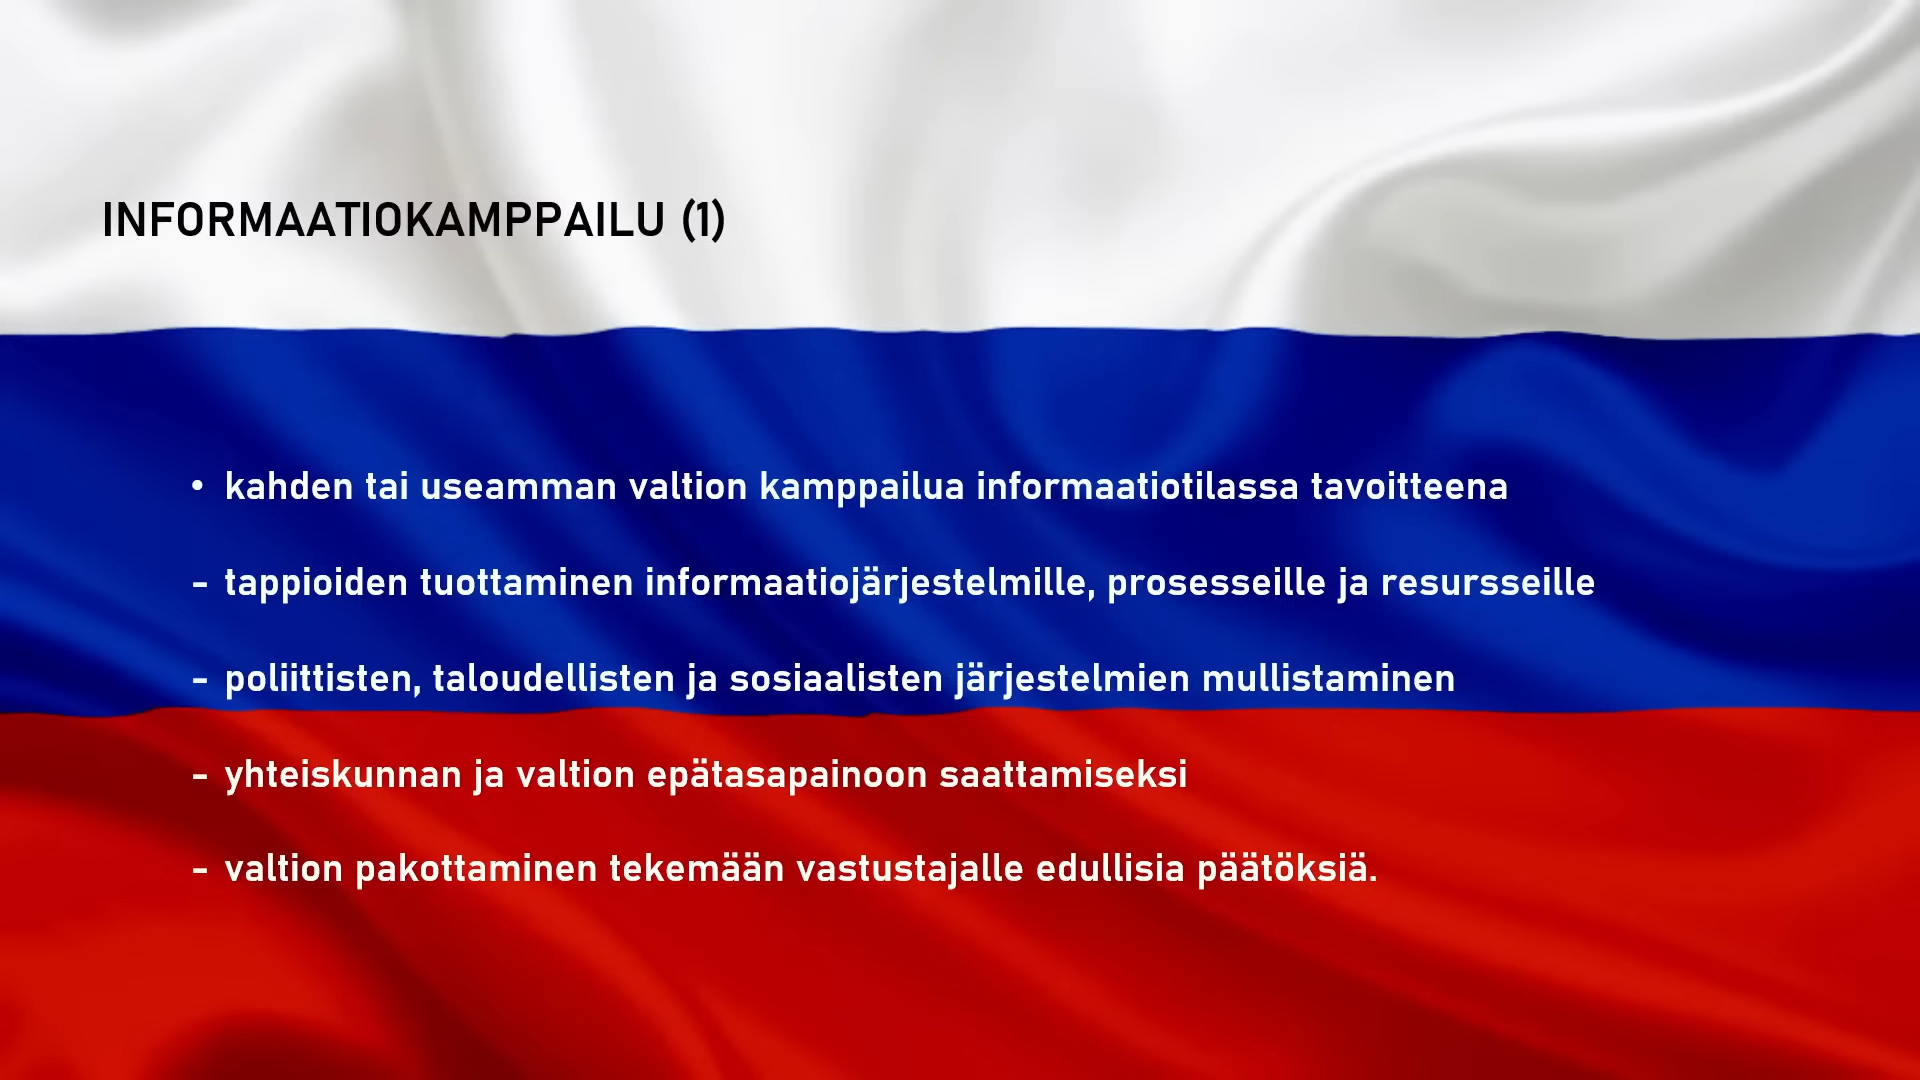 INFORMAATIOKAMPPAILU (1)
• kahden tai useamman valtion kamppailua informaatiotilassa tavoitteena
- tappioiden tuottaminen informaatiojärjestelmille, prosesseille ja resursseille
- poliittisten, taloudellisten ja sosiaalisten järjestelmien mullistaminen
- yhteiskunnan ja valtion epätasapainoon saattamiseksi
- valtion pakottaminen tekemään vastustajalle edullisia päätöksiä.